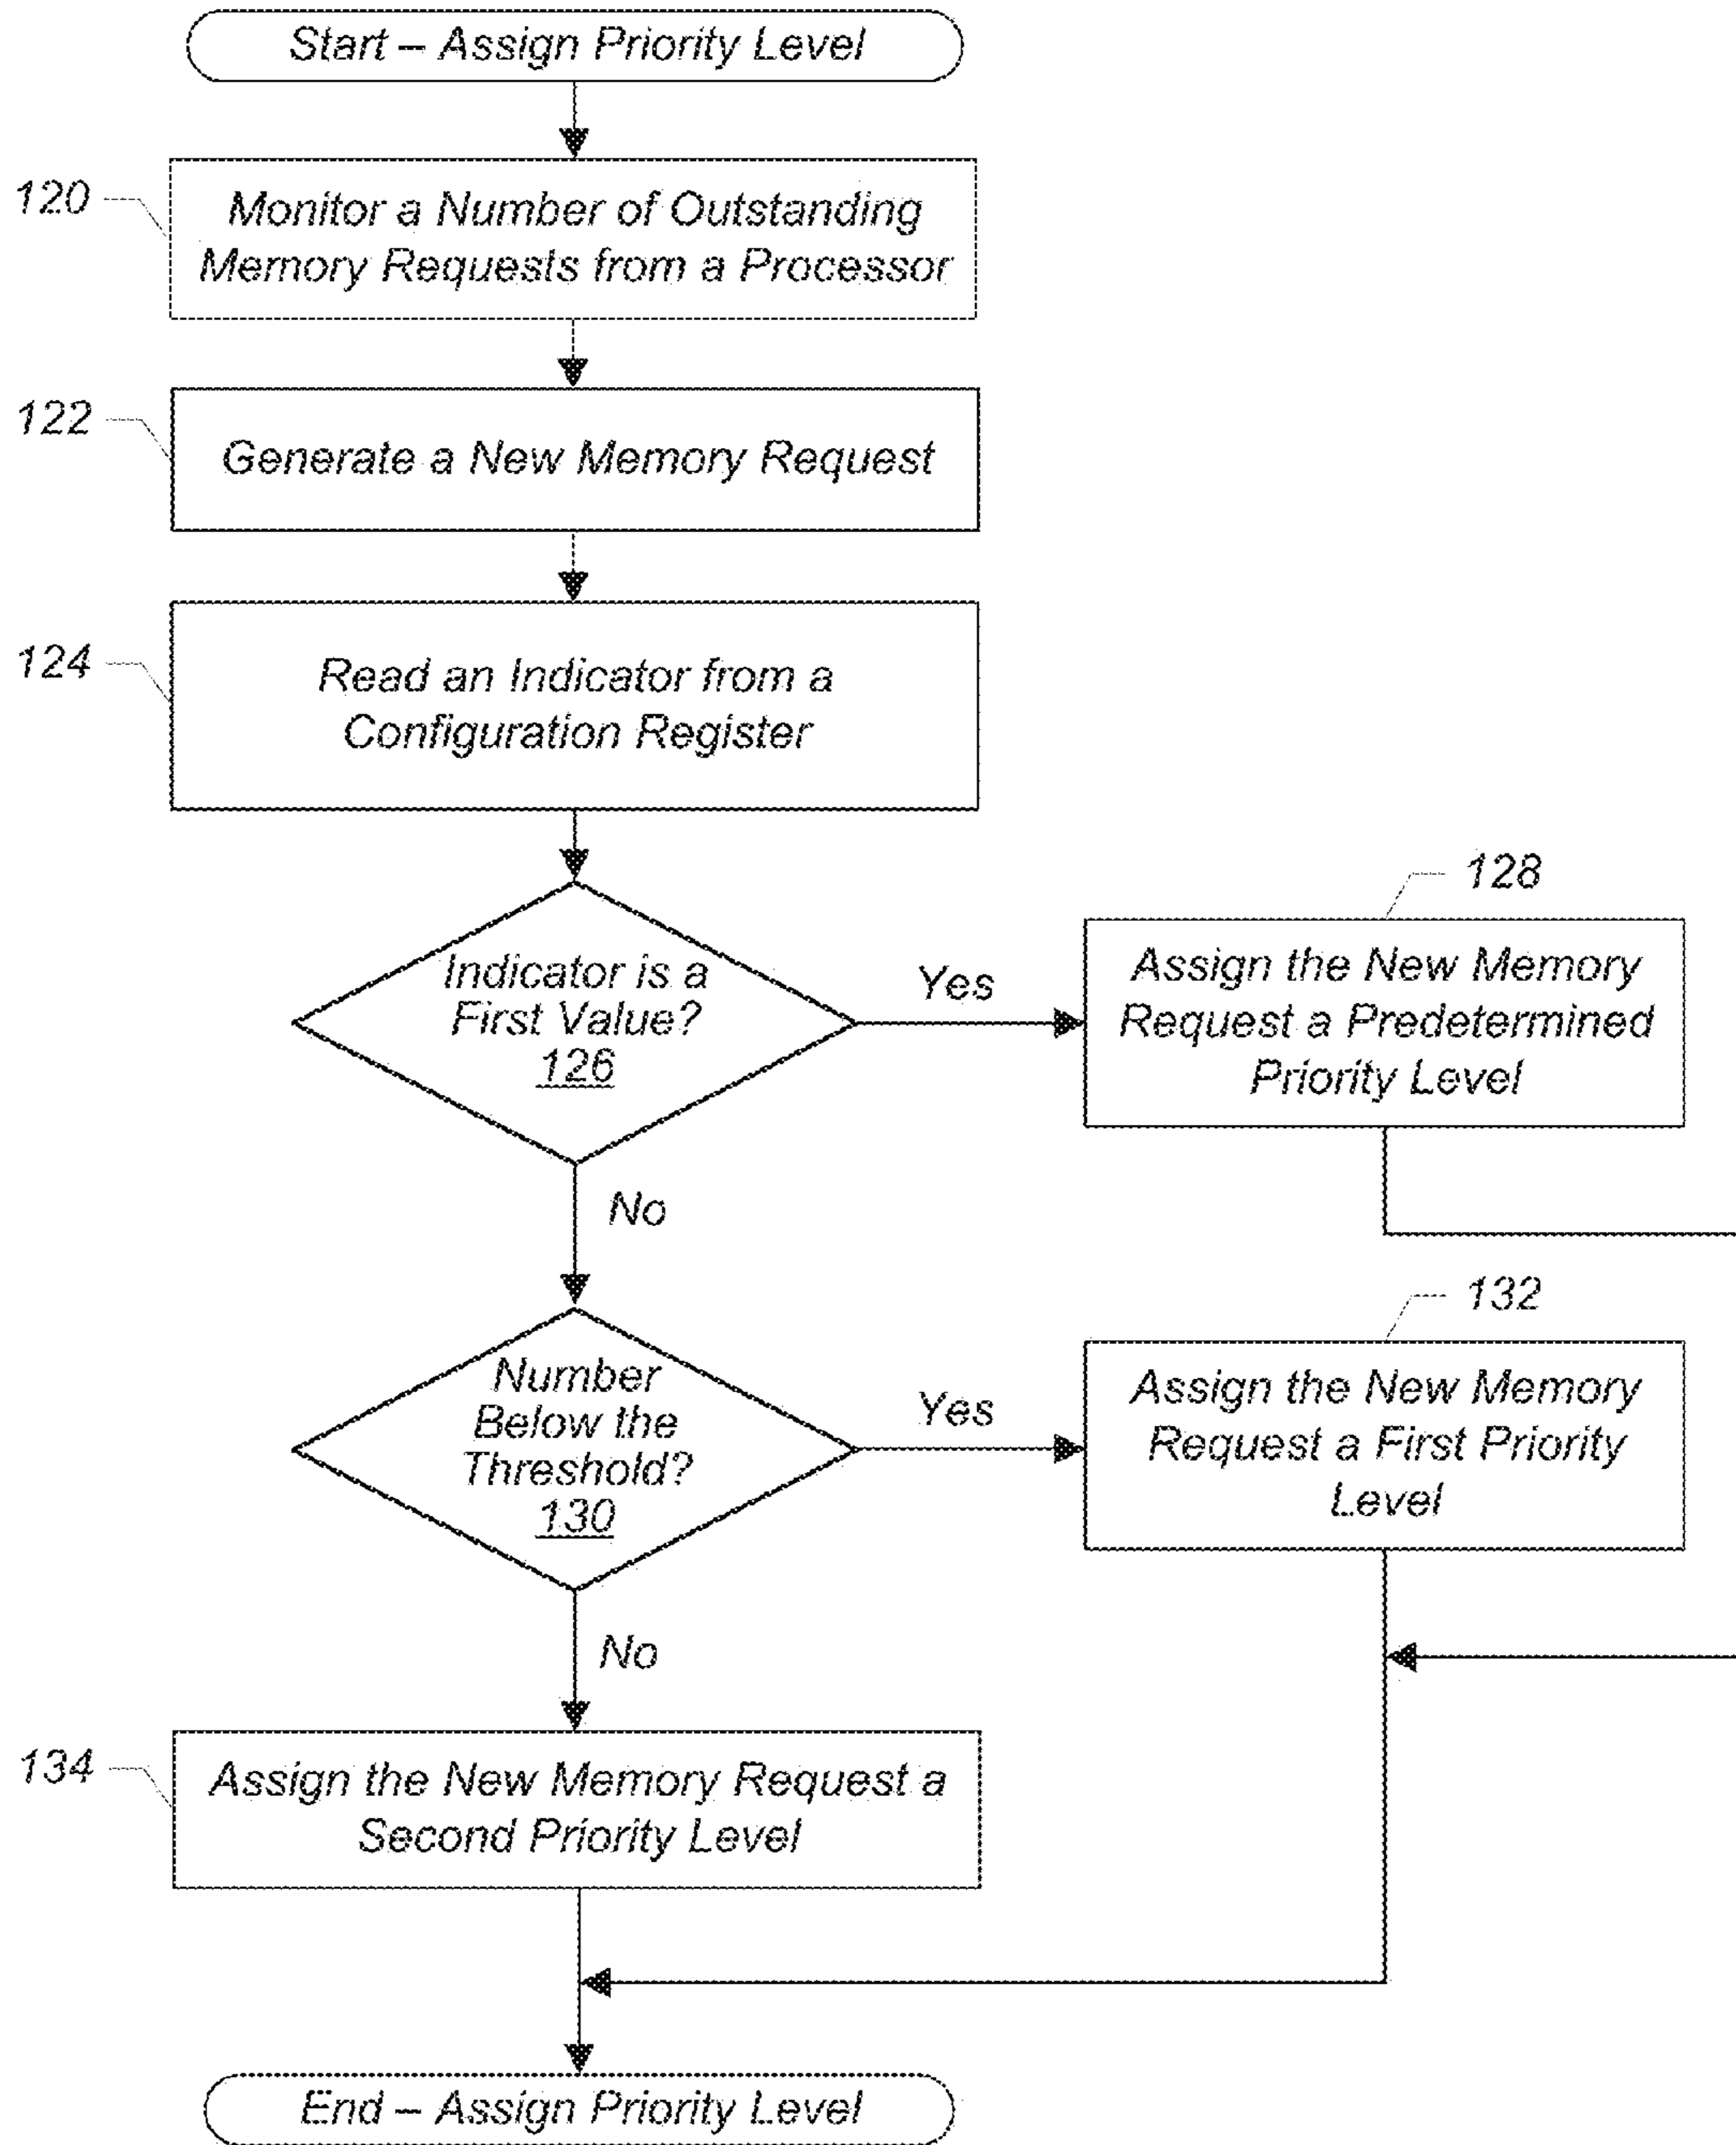 Start – Assign Priority Level
120
Monitor a Number of Outstanding
Memory Requests from a Processor
122
Generate a New Memory Request
124
Read an Indicator from a
Configuration Register
Indicator is a
First Value?
126
Yes
128
Assign the New Memory
Request a Predetermined
Priority Level
No
Number
Below the
Threshold?
130
Yes
132
Assign the New Memory
Request a First Priority
Level
No
134
Assign the New Memory Request a
Second Priority Level
End – Assign Priority Level